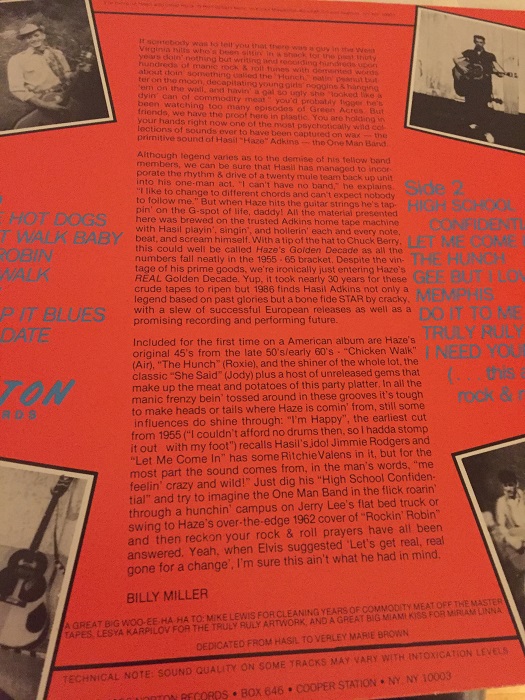 If somebody was to tell you that there was a guy in the West
Virginia hills who's been sittin' in a shack for the past thirty
years doin' nothing but writing and recording hundreds upon
hundreds of manic rock & roll tunes with demented words
about doin' something called the "Hunch," eatin' peanut but-
ter on the moon, decapitating young girls' noggins & hanging
'em on the wall, and havin' a gal so ugly she "looked like a
dyin' can of commodity meat," you'd probably figger he's
been watching too many episodes of Green Acres. But
friends, we have the proof here in plastic. You are holding in
your hands right now one of the most psychotically wild col-
lections of sounds ever to have been captured on wax — the
primitive sound of Hasil "Haze" Adkins — the One Man Band.
Although legend varies as to the demise of his fellow band
members, we can be sure that Hasil has managed to incor-
porate the rhythm & drive of a twenty mule team back up unit
into his one-man act. "I can't have no band," he explains,
"I like to change to different chords and can't expect nobody
to follow me." But when Haze hits the guitar strings he's tap-
pin' on the G-spot of life, daddy! All the material presented
here was brewed on the trusted Adkins home tape machine
with Hasil playin', singin', and hollerin' each and every note,
beat, and scream himself. With a tip of the hat to Chuck Berry,
this could well be called Haze's Golden Decade as all the
numbers fall neatly in the 1955 - 65 bracket. Despite the vin-
tage of his prime goods, we're ironically just entering Haze's
REAL Golden Decade. Yup, it took nearly 30 years for these
crude tapes to ripen but 1986 finds Hasil Adkins not only a
legend based on past glories but a bone fide STAR by cracky,
with a slew of successful European releases as well as a
promising recording and performing future.
Included for the first time on a American album are Haze's
original 45's from the late 50's/early 60's - "Chicken Walk"
(Air), "The Hunch" (Roxie), and the shiner of the whole lot, the
classic "She Said" (Jody) plus a host of unreleased gems that
make up the meat and potatoes of this party platter. In all the
manic frenzy bein' tossed around in these grooves it's tough
to make heads or tails where Haze is comin' from, still some
influences do shine through: "I'm Happy", the earliest cut
from 1955 ("I couldn't afford no drums then, so I hadda stomp
it out with my foot") recalls Hasil's idol Jimmie Rodgers and
"Let Me Come In" has some Ritchie Valens in it, but for the
most part the sound comes from, in the man's words, "me
feelin' crazy and wild!" Just dig his "High School Confiden-
tial" and try to imagine the One Man Band in the flick roarin'
through a hunchin' campus on Jerry Lee's flat bed truck or
swing to Haze's over-the-edge 1962 cover of "Rockin' Robin"
and then reckon your rock & roll prayers have all been
answered. Yeah, when Elvis suggested 'Let's get real, real
gone for a change', I'm sure this ain't what he had in mind.
BILLY MILLER
HOT DOGS
WALK BABY
ROBIN
WALK
IT BLUES
DATE
TON
RDS
Side 2
HIGH SCHOOL
CONFIDENTI
LET ME COME I
THE HUNCH
GEE BUT I LOV
MEMPHIS
DO IT TO ME
TRULY RULY
I NEED YOUR
(. this a
rock & r
A GREAT BIG WOO-EE-HA-HA TO: MIKE LEWIS FOR CLEANING YEARS OF COMMODITY MEAT OFF THE MASTER
TAPES, LESYA KARPILOV FOR THE TRULY RULY ARTWORK, AND A GREAT BIG MIAMI KISS FOR MIRIAM LINNA
DEDICATED FROM HASIL TO VERLEY MARIE BROWN
TECHNICAL NOTE: SOUND QUALITY ON SOME TRACKS MAY VARY WITH INTOXICATION LEVELS
NORTON RECORDS • BOX 646 • COOPER STATION • NY, NY 10003